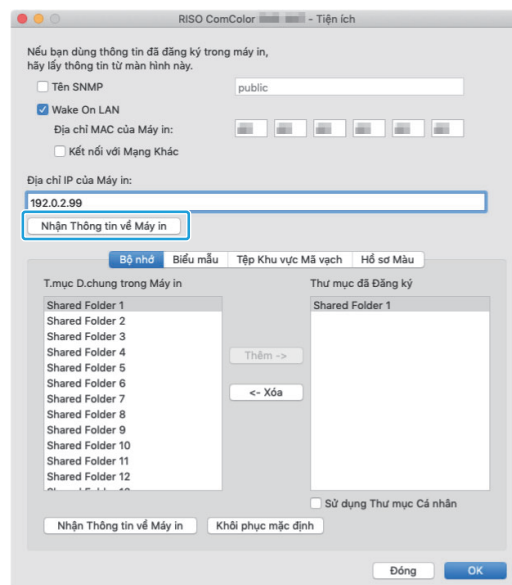 RISO ComColor - Tiện ích
Nếu bạn dùng thông tin đã đăng ký trong máy in,
hãy lấy thông tin từ màn hình này.
Tên SNMP
public
Wake On LAN
Địa chỉ MAC của Máy in:
Kết nối với Mạng Khác
Địa chỉ IP của Máy in:
192.0.2.99
Nhận Thông tin về Máy in
Bộ nhớ Biểu mẫu Tệp Khu vực Mã vạch Hồ sơ Màu
T.mục D.chung trong Máy in
Thư mục đã Đăng ký
Shared Folder 1
Shared Folder 2
Shared Folder 3
Shared Folder 4
Shared Folder 5
Shared Folder 6
Shared Folder 7
Shared Folder 8
Shared Folder 9
Shared Folder 10
Shared Folder 11
Shared Folder 12
Thêm ->
<- Xóa
Shared Folder 1
Sử dụng Thư mục Cá nhân
Nhận Thông tin về Máy in
Khôi phục mặc định
Đóng
OK